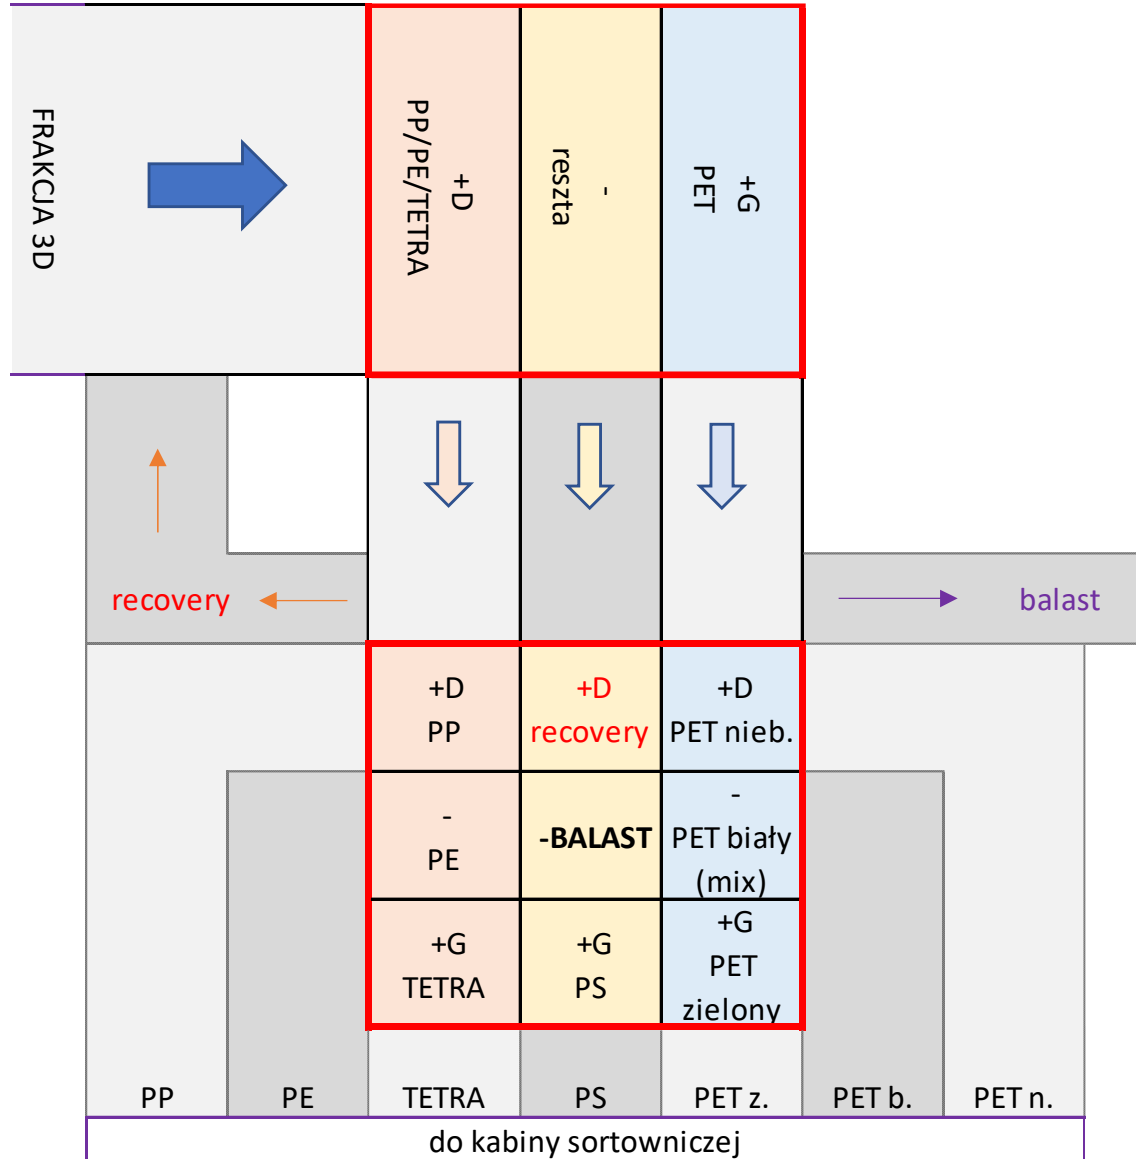 FRAKCJA 3D
+D
PP/PE/TETRA
-
reszta
+G
PET
recovery
balast
+D
PP
+D
recovery
+D
PET nieb.
-
PE
-BALAST
-
PET biały
(mix)
+G
TETRA
+G
PS
+G
PET
zielony
PP
PE
TETRA
PS
PET z.
PET b.
PET n.
do kabiny sortowniczej